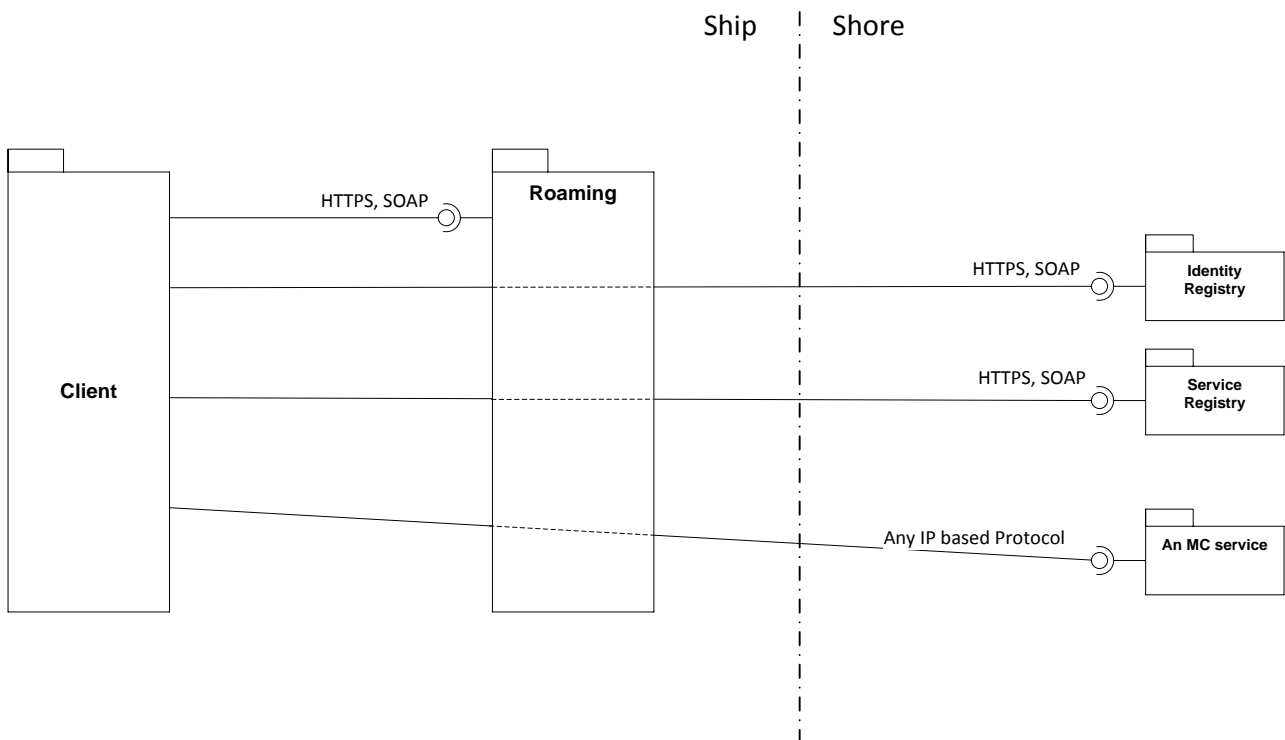 Ship
Shore
HTTPS, SOAP
Roaming
HTTPS, SOAP
Identity
Registry
Client
HTTPS, SOAP
Service
Registry
Any IP based Protocol
An MC service